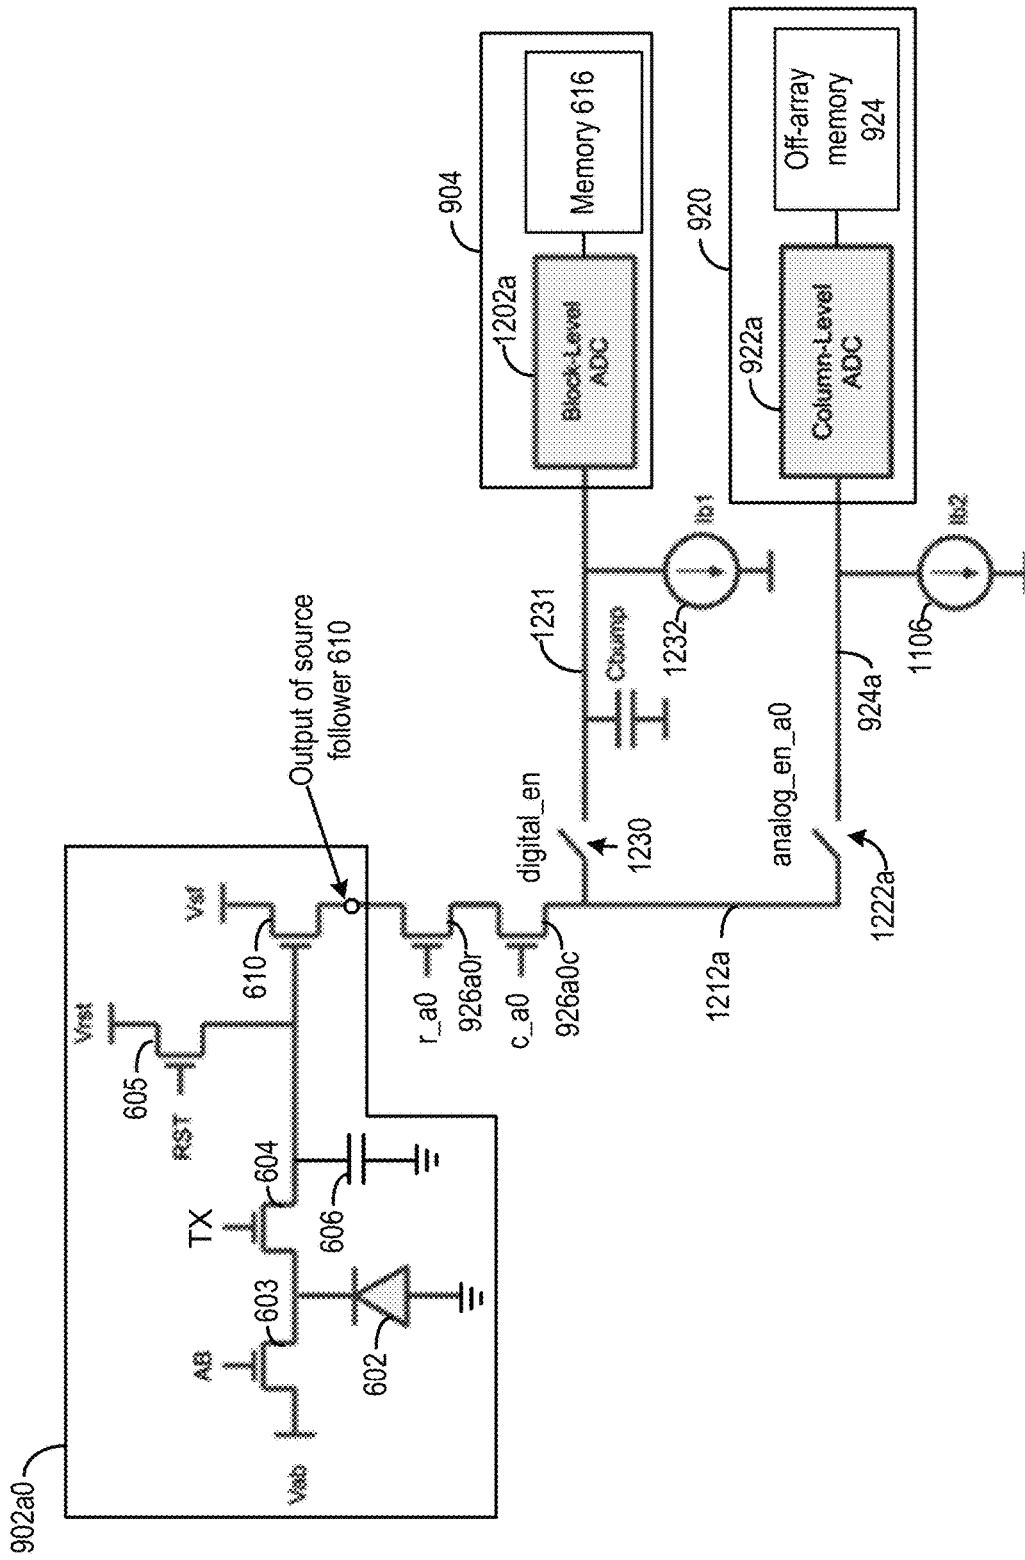 902a0
Vab
AB
603
602
TX
604
606
RST
605
Vrst
610
Vsf
Output of source
follower 610
r_a0
926a0r
c_a0
926a0c
1212a
digital_en
1230
analog_en_a0
1222a
Cbump
1231
1232
Ib1
924a
1106
Ib2
904
1202a
Block-Level
ADC
Memory 616
920
922a
Column-Level
ADC
Off-array
memory
924